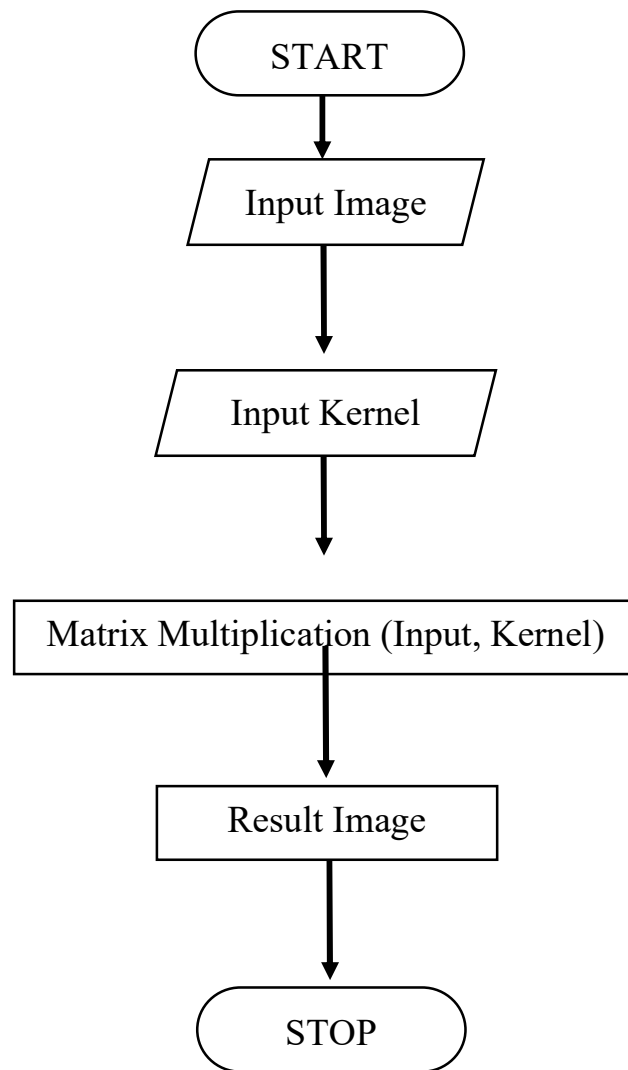 START
Input Image
Input Kernel
Matrix Multiplication (Input, Kernel)
Result Image
STOP